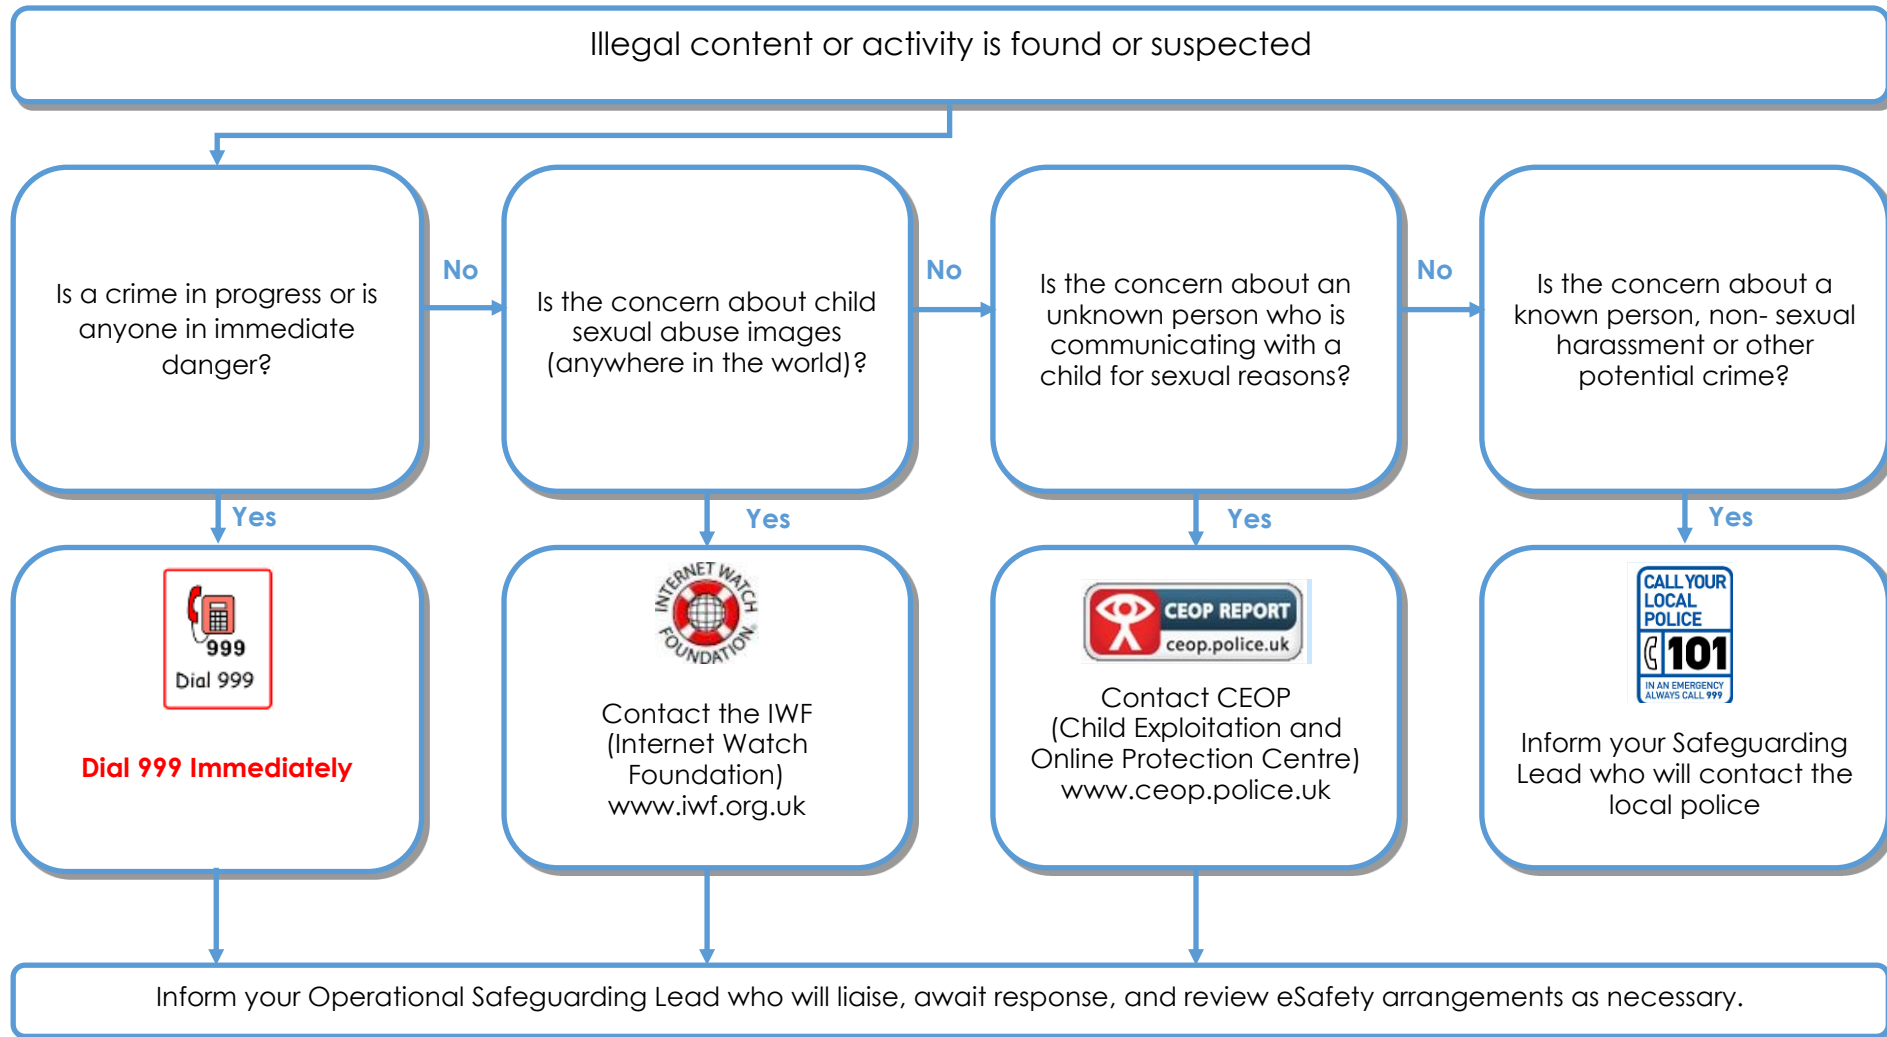 Illegal content or activity is found or suspected
Is a crime in progress or is
anyone in immediate
danger?
No
Is the concern about child
sexual abuse images
(anywhere in the world)?
No
Is the concern about an
unknown person who is
communicating with a
child for sexual reasons?
No
Is the concern about a
known person, non- sexual
harassment or other
potential crime?
Yes
Yes
Yes
Yes
999
Dial 999
Dial 999 Immediately
INTERNET WATCH
FOUNDATION
Contact the IWF
(Internet Watch
Foundation)
www.iwf.org.uk
CEOP REPORT
ceop.police.uk
Contact CEOP
(Child Exploitation and
Online Protection Centre)
www.ceop.police.uk
CALL YOUR
LOCAL
POLICE
101
IN AN EMERGENCY
ALWAYS CALL 999
Inform your Safeguarding
Lead who will contact the
local police
Inform your Operational Safeguarding Lead who will liaise, await response, and review eSafety arrangements as necessary.